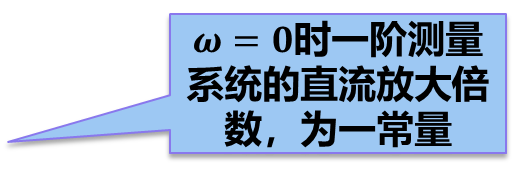 ω = 0时一阶测量
系统的直流放大倍
数，为一常量